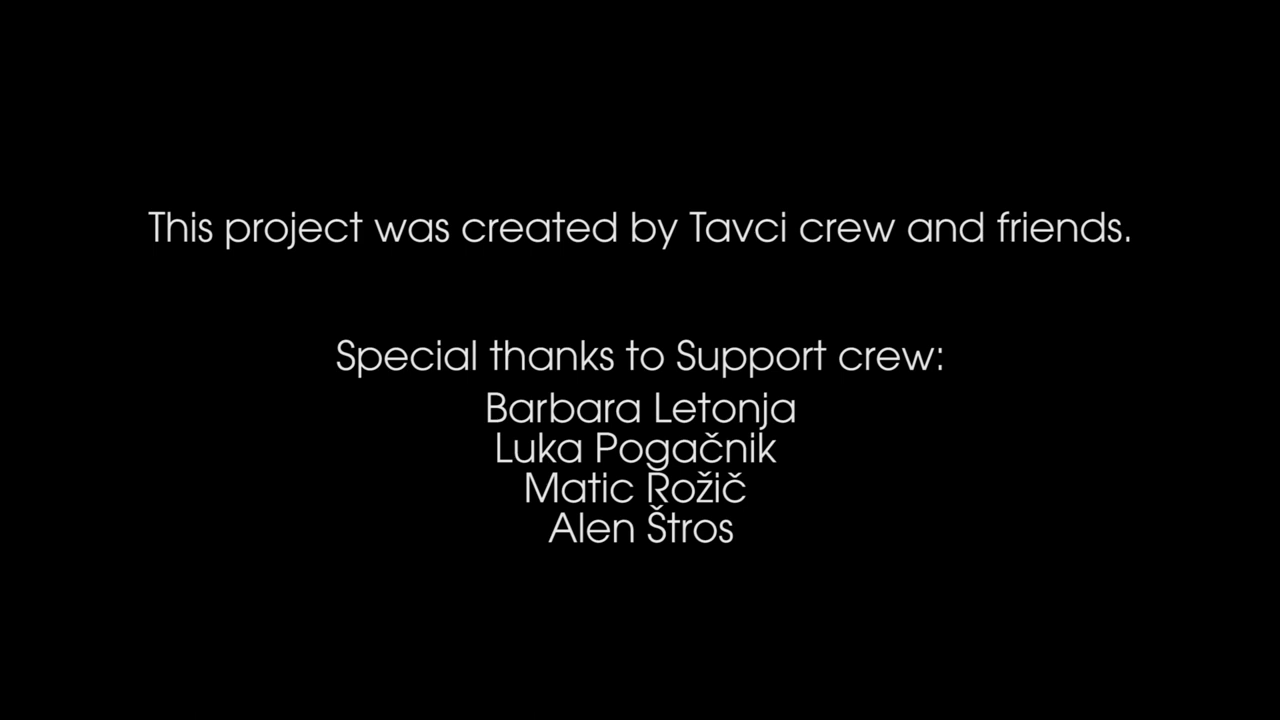 This project was created by Tavci crew and friends.
Special thanks to Support crew:
Barbara Letonja
Luka Pogačnik
Matic Rožič
Alen Štros